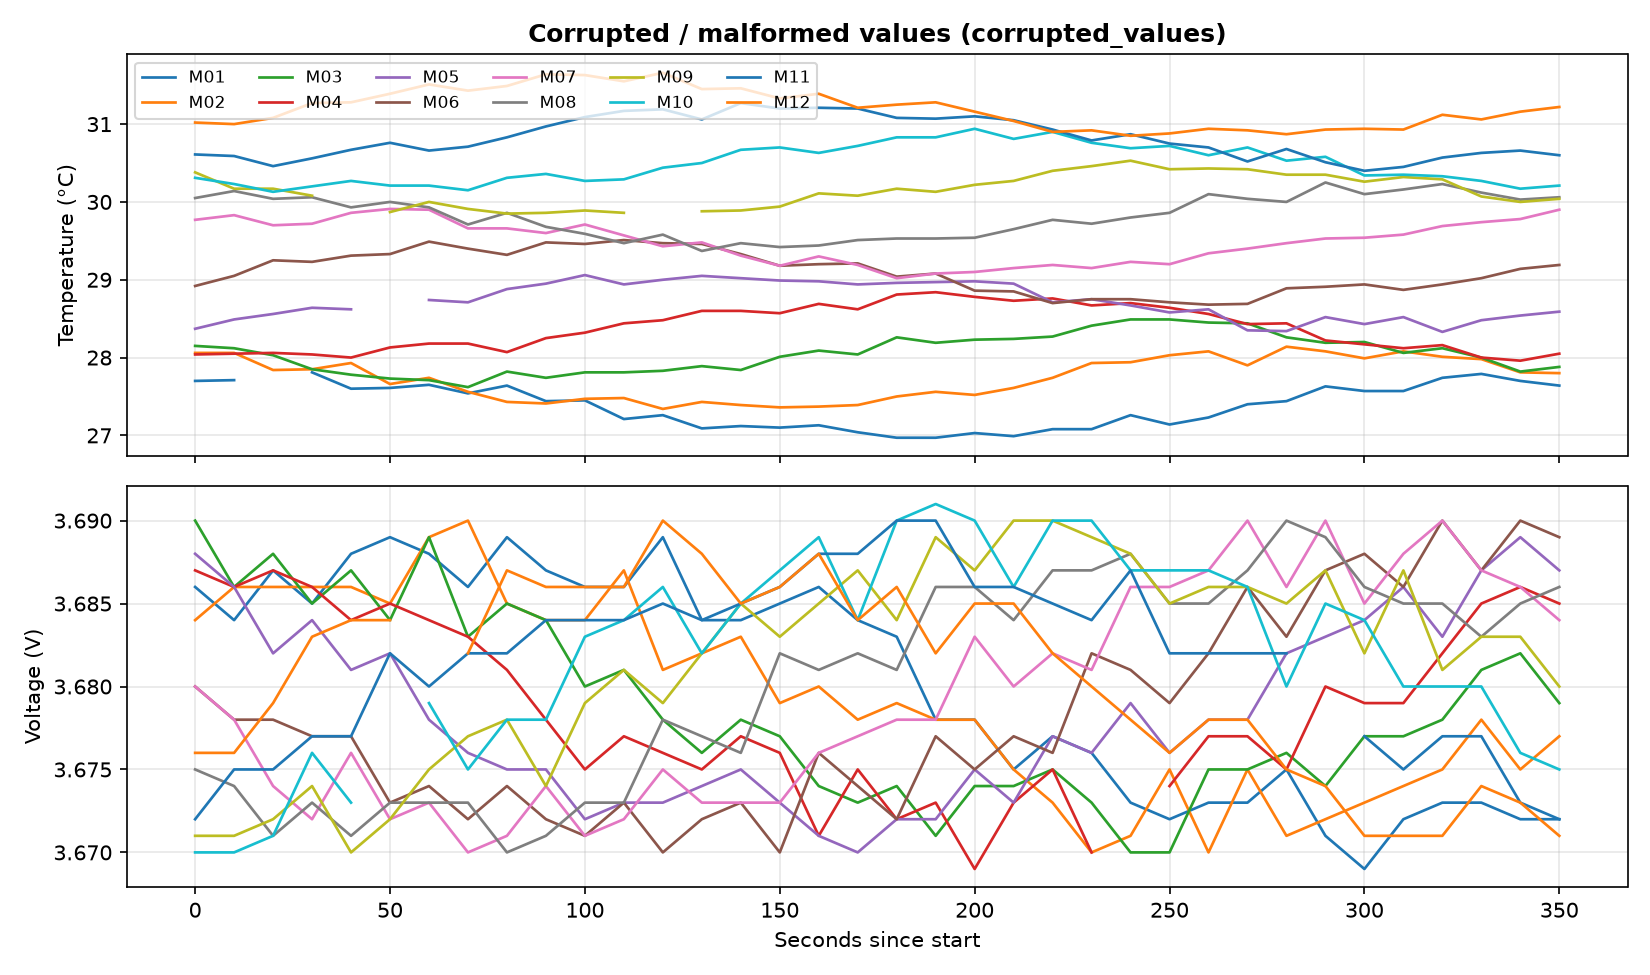 Corrupted / malformed values (corrupted_values)
M01 M03 M05 M07 M09 M11
M02 M04 M06 M08 M10 M12
Temperature (°C)
31
30
29
28
27
Voltage (V)
3.690
3.685
3.680
3.675
3.670
0 50 100 150 200 250 300 350
Seconds since start